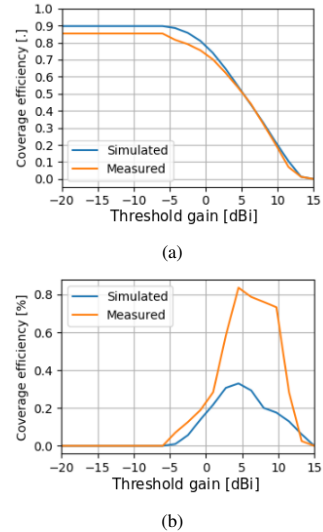 1.0
0.9
0.8
0.7
0.6
0.5
0.4
0.3
0.2
0.1
0.0
Coverage efficiency [.]
Simulated
Measured
-20 -15 -10 -5 0 5 10 15
Threshold gain [dBi]
(a)
0.8
0.6
0.4
0.2
0.0
Coverage efficiency [%]
Simulated
Measured
-20 -15 -10 -5 0 5 10 15
Threshold gain [dBi]
(b)